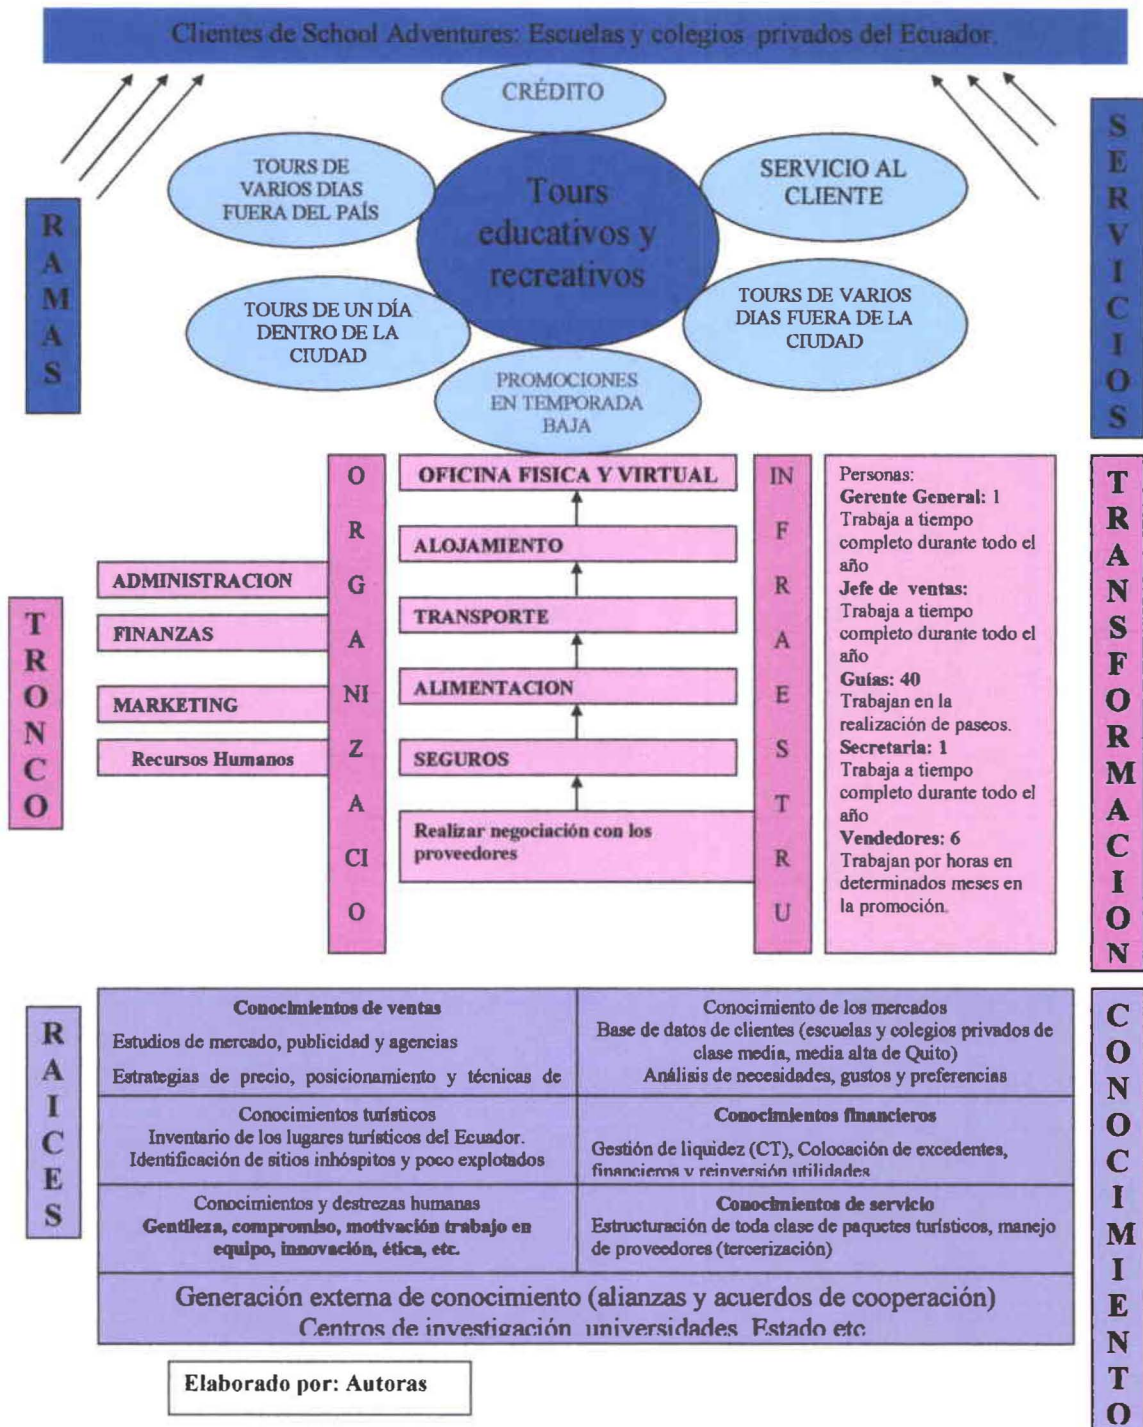 Clientes de School Adventures: Escuelas y colegios privados del Ecuador.
CRÉDITO
TOURS DE
VARIOS DIAS
FUERA DEL PAÍS
Tours
educativos y
recreativos
SERVICIO AL
CLIENTE
TOURS DE UN DÍA
DENTRO DE LA
CIUDAD
TOURS DE VARIOS
DIAS FUERA DE LA
CIUDAD
PROMOCIONES
EN TEMPORADA
BAJA
RAMAS
SERVICIOS
TRONCO
ADMINISTRACION
FINANZAS
MARKETING
Recursos Humanos
O
R
G
A
NI
Z
A
CI
O
OFICINA FISICA Y VIRTUAL
ALOJAMIENTO
TRANSPORTE
ALIMENTACION
SEGUROS
Realizar negociación con los
proveedores
IN
F
R
A
E
S
T
R
U
Personas:
Gerente General: 1
Trabaja a tiempo
completo durante todo el
año
Jefe de ventas:
Trabaja a tiempo
completo durante todo el
año
Guías: 40
Trabajan en la
realización de paseos.
Secretaria: 1
Trabaja a tiempo
completo durante todo el
año
Vendedores: 6
Trabajan por horas en
determinados meses en
la promoción.
TRANSFORMACION
RAICES
Conocimientos de ventas
Estudios de mercado, publicidad y agencias
Estrategias de precio, posicionamiento y técnicas de
Conocimiento de los mercados
Base de datos de clientes (escuelas y colegios privados de
clase media, media alta de Quito)
Análisis de necesidades, gustos y preferencias
Conocimientos turísticos
Inventario de los lugares turísticos del Ecuador.
Identificación de sitios inhóspitos y poco explotados
Conocimientos financieros
Gestión de liquidez (CT), Colocación de excedentes,
financieros y reinversión utilidades
Conocimientos y destrezas humanas
Gentileza, compromiso, motivación trabajo en
equipo, innovación, ética, etc.
Conocimientos de servicio
Estructuración de toda clase de paquetes turísticos, manejo
de proveedores (tercerización)
Generación externa de conocimiento (alianzas y acuerdos de cooperación)
Centros de investigación universidades Estado etc
CONOCIMIENTO
Elaborado por: Autoras